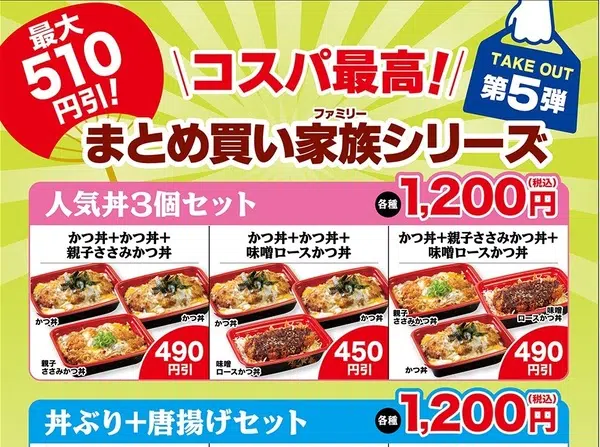 最大
510
円引!
コスパ最高!
TAKE OUT
第5弾
ファミリー
まとめ買い家族シリーズ
人気丼3個セット
各種 1,200円(税込)
かつ丼+かつ丼+
親子ささみかつ丼
かつ丼
かつ丼
親子
ささみかつ丼
490
円引
かつ丼+かつ丼+
味噌ロースかつ丼
かつ丼
かつ丼
味噌
ロースかつ丼
450
円引
かつ丼+親子ささみかつ丼+
味噌ロースかつ丼
親子
ささみかつ丼
味噌
ロースかつ丼
かつ丼
490
円引
丼ぶり+唐揚げセット
各種 1,200円(税込)